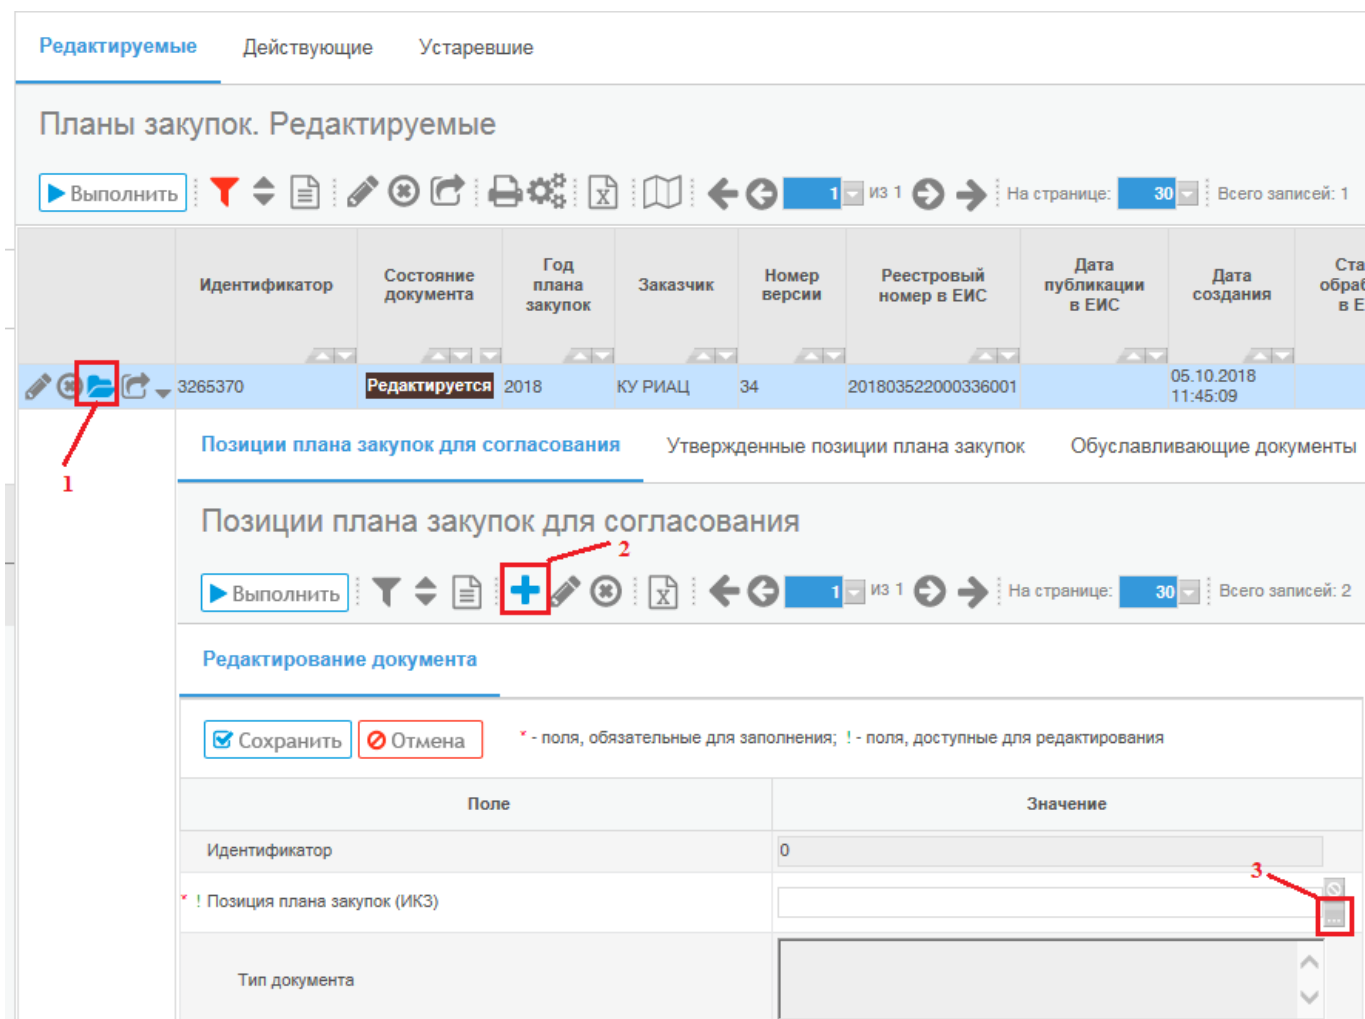 Редактируемые Действующие Устаревшие
Планы закупок. Редактируемые
Выполнить 1 из 1 На странице: 30 Всего записей: 1
Идентификатор Состояние документа Год плана закупок Заказчик Номер версии Реестровый номер в ЕИС Дата публикации в ЕИС Дата создания Ста обраб в Е
3265370 Редактируется 2018 КУ РИАЦ 34 201803522000336001 05.10.2018 11:45:09
1
Позиции плана закупок для согласования Утвержденные позиции плана закупок Обуславливающие документы
Позиции плана закупок для согласования
2
Выполнить 1 из 1 На странице: 30 Всего записей: 2
Редактирование документа
Сохранить Отмена * - поля, обязательные для заполнения; ! - поля, доступные для редактирования
Поле Значение
Идентификатор 0
3
* ! Позиция плана закупок (ИКЗ) ...
Тип документа